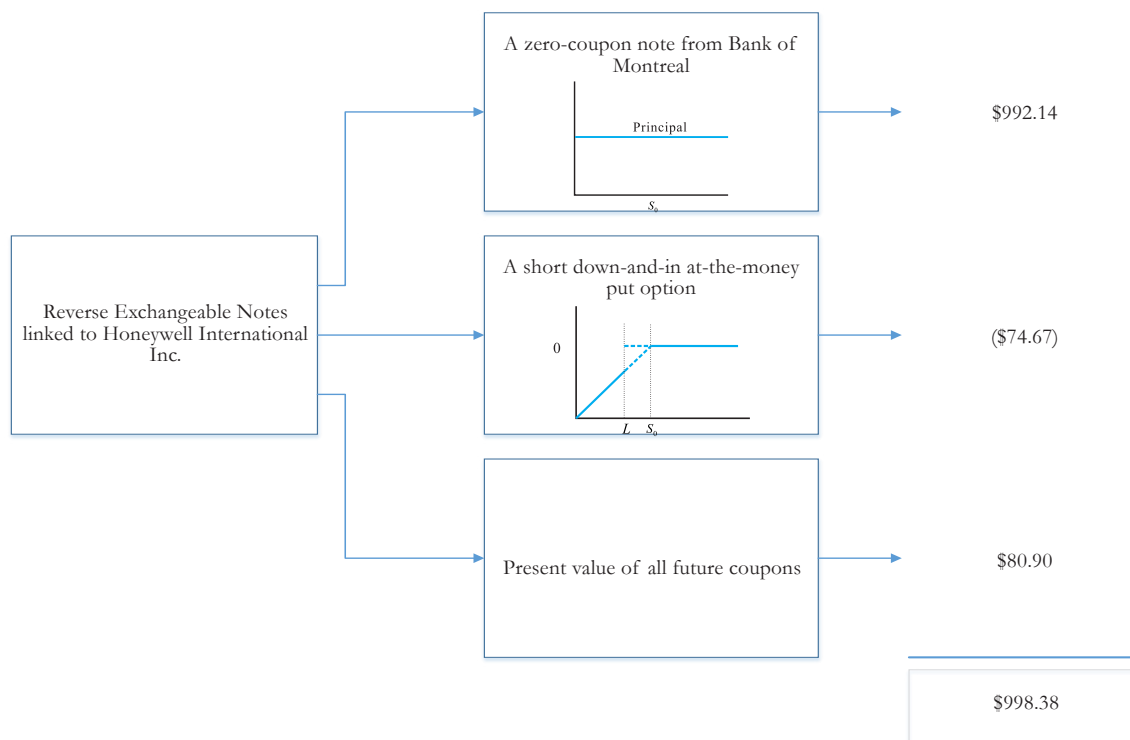 A zero-coupon note from Bank of
Montreal
Principal
S₀
$992.14
Reverse Exchangeable Notes
linked to Honeywell International
Inc.
A short down-and-in at-the-money
put option
0
L S₀
($74.67)
Present value of all future coupons
$80.90
$998.38